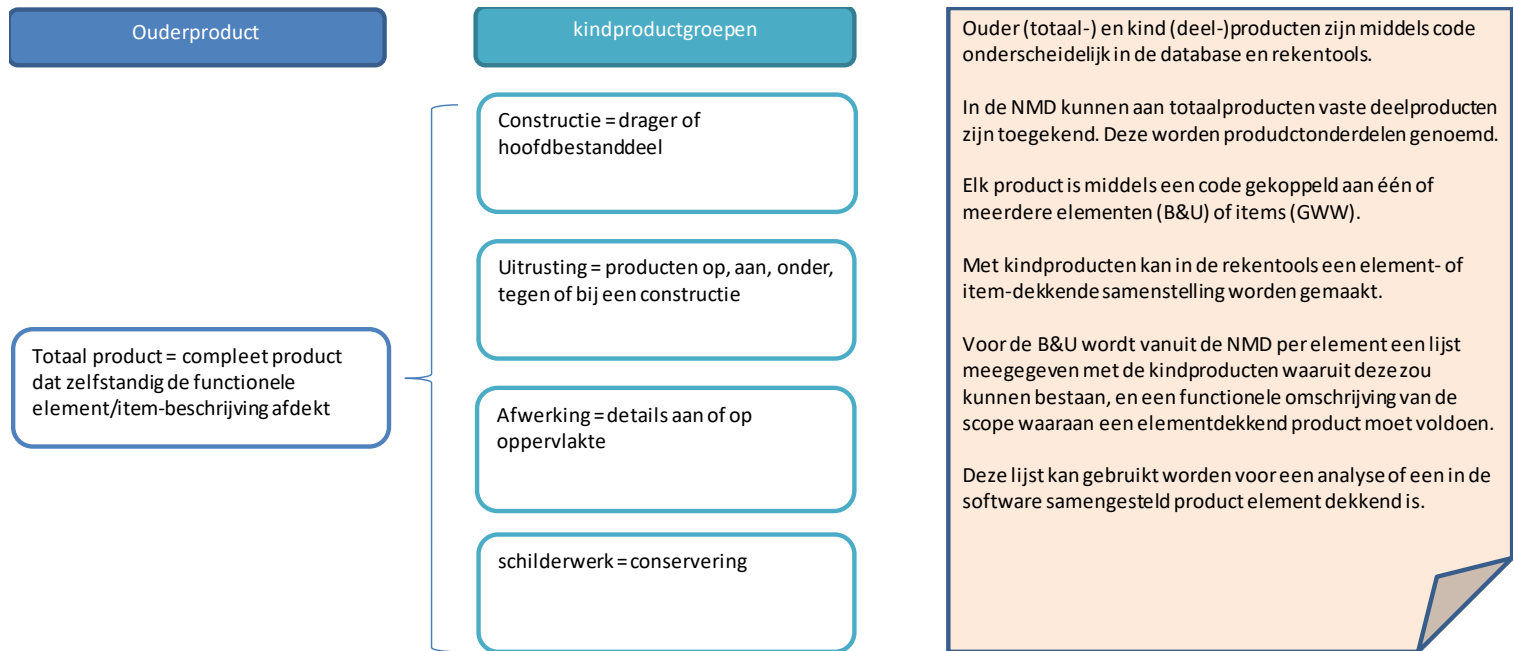 Ouderproduct
kindproductgroepen
Totaal product = compleet product
dat zelfstandig de functionele
element/item-beschrijving afdekt
Constructie = drager of
hoofdbestanddeel
Uitrusting = producten op, aan, onder,
tegen of bij een constructie
Afwerking = details aan of op
oppervlakte
schilderwerk = conservering
Ouder (totaal-) en kind (deel-)producten zijn middels code
onderscheidelijk in de database en rekentools.
In de NMD kunnen aan totaalproducten vaste deelproducten
zijn toegekend. Deze worden produdctonderdelen genoemd.
Elk product is middels een code gekoppeld aan één of
meerdere elementen (B&U) of items (GWW).
Met kindproducten kan in de rekentools een element- of
item-dekkende samenstelling worden gemaakt.
Voor de B&U wordt vanuit de NMD per element een lijst
meegegeven met de kindproducten waaruit deze zou
kunnen bestaan, en een functionele omschrijving van de
scope waaraan een elementdekkend product moet voldoen.
Deze lijst kan gebruikt worden voor een analyse of een in de
software samengesteld product element dekkend is.